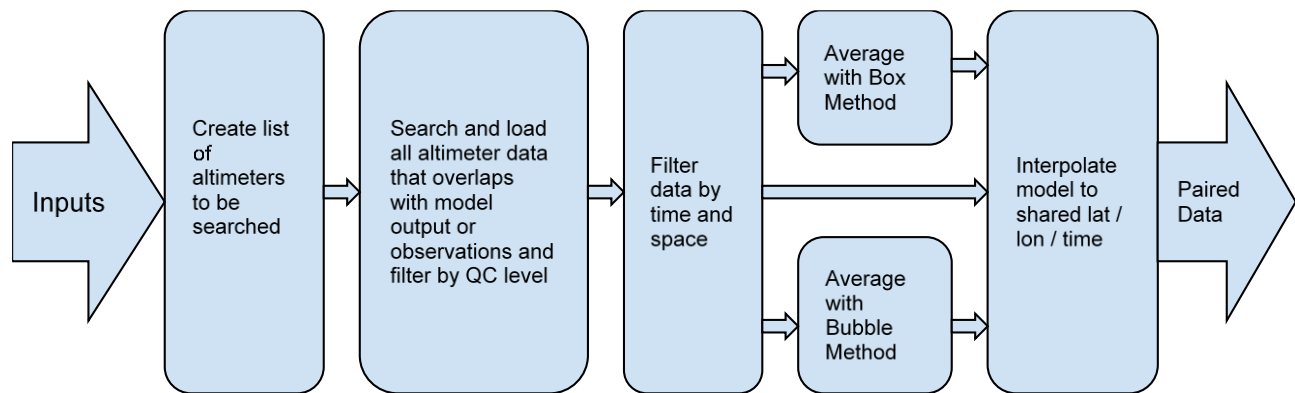 Inputs
Create list
of
altimeters
to be
searched
Search and load
all altimeter data
that overlaps
with model
output or
observations and
filter by QC level
Filter
data by
time and
space
Average
with Box
Method
Average
with
Bubble
Method
Interpolate
model to
shared lat /
lon / time
Paired
Data